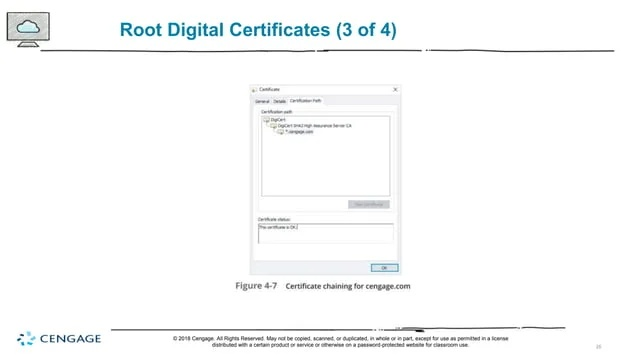 Root Digital Certificates (3 of 4)
Certificate
General Details Certification Path
Certification path
DigiCert
DigiCert SHA2 High Assurance Server CA
*.cengage.com
View Certificate
Certificate status:
This certificate is OK.
OK
Figure 4-7 Certificate chaining for cengage.com
CENGAGE
© 2018 Cengage. All Rights Reserved. May not be copied, scanned, or duplicated, in whole or in part, except for use as permitted in a license
distributed with a certain product or service or otherwise on a password-protected website for classroom use.